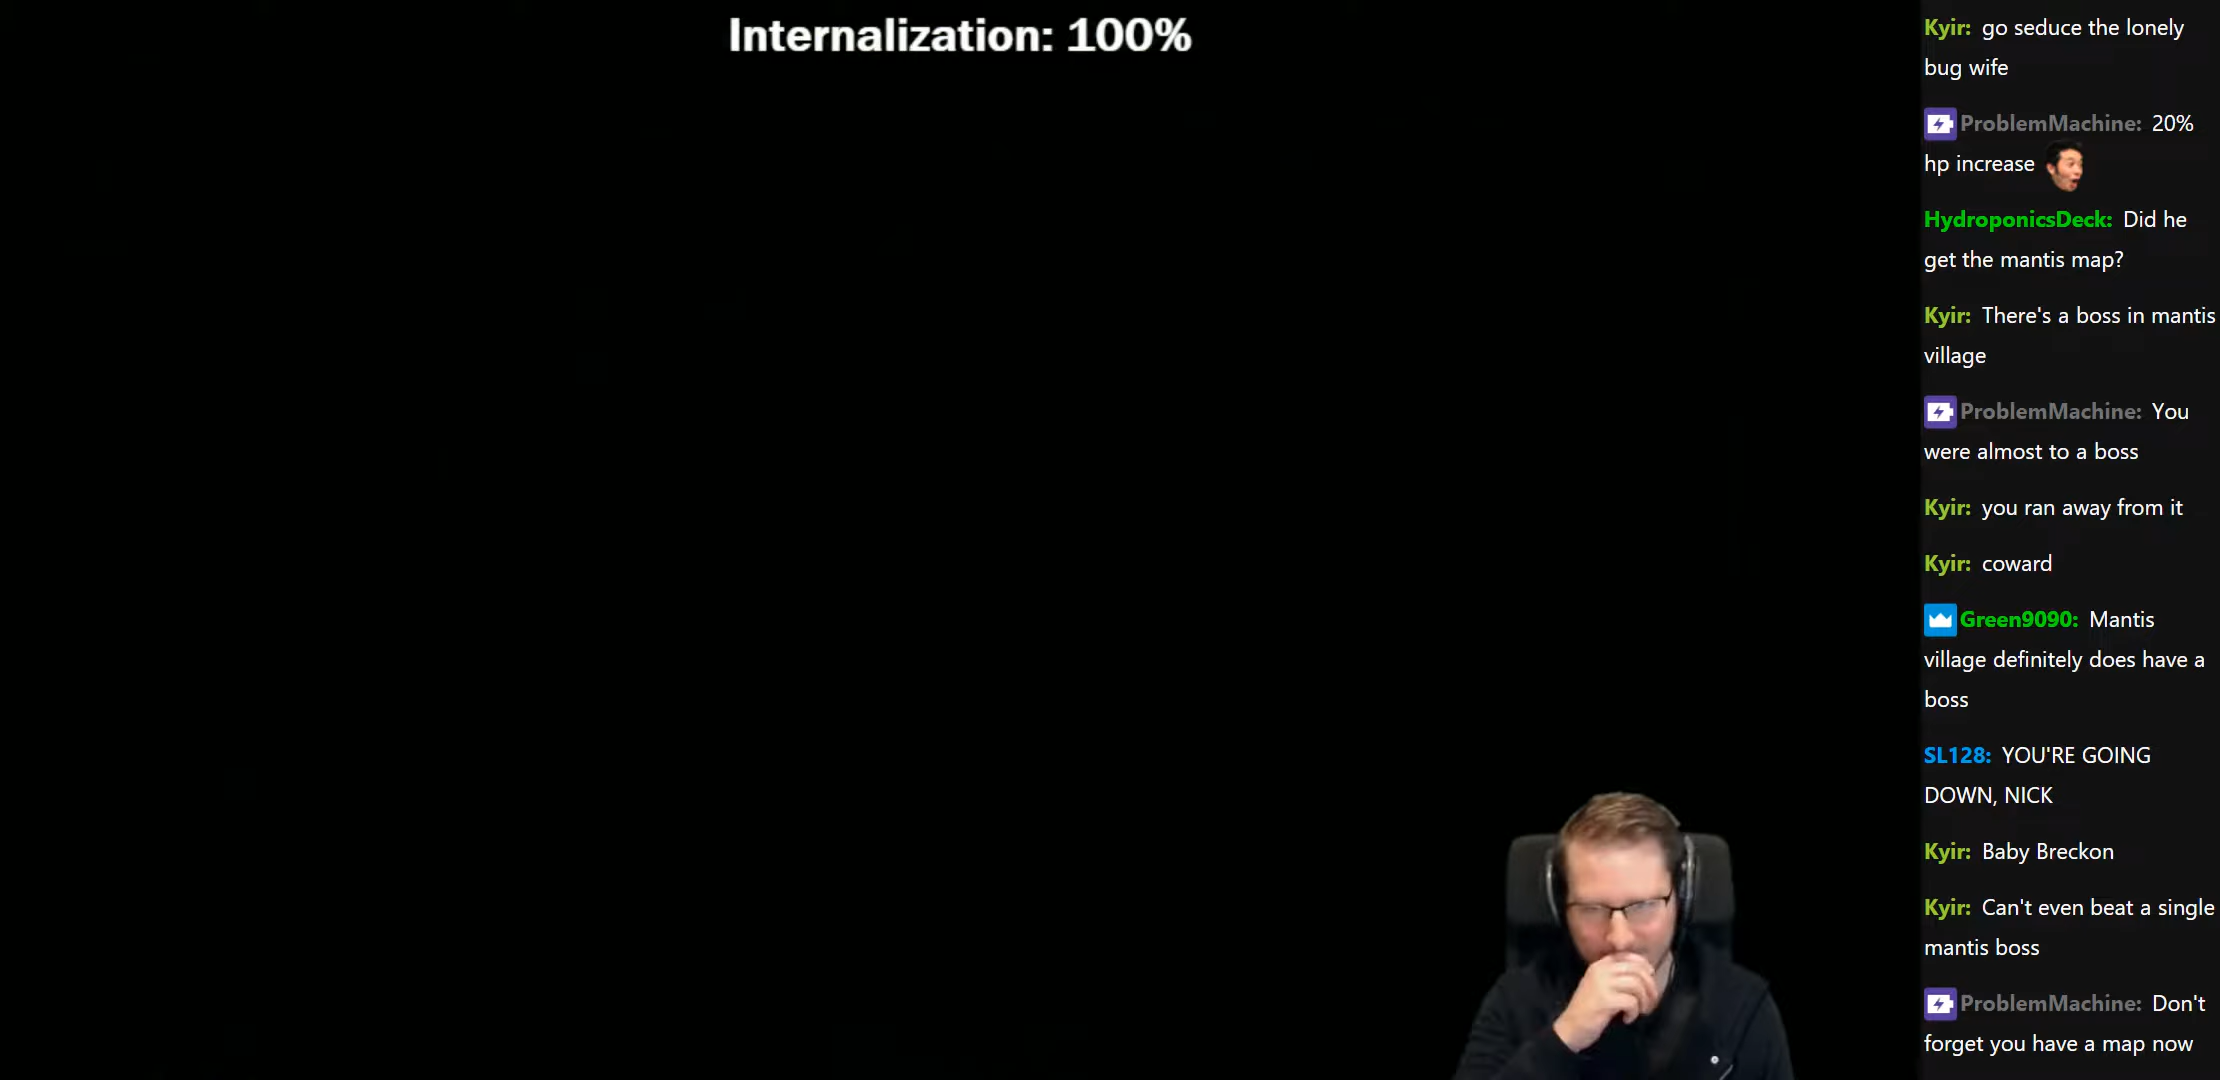 Internalization: 100%
Kyir: go seduce the lonely
bug wife
ProblemMachine: 20%
hp increase
HydroponicsDeck: Did he
get the mantis map?
Kyir: There's a boss in mantis
village
ProblemMachine: You
were almost to a boss
Kyir: you ran away from it
Kyir: coward
Green9090: Mantis
village definitely does have a
boss
SL128: YOU'RE GOING
DOWN, NICK
Kyir: Baby Breckon
Kyir: Can't even beat a single
mantis boss
ProblemMachine: Don't
forget you have a map now